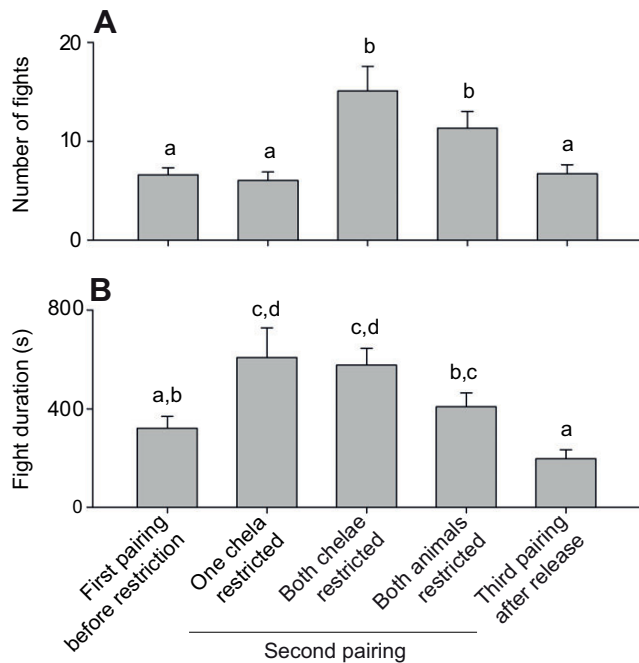 A
20
10
0
Number of fights
a
a
b
b
a
B
800
400
0
Fight duration (s)
a,b
c,d
c,d
b,c
a
First pairing
before restriction
One chela
restricted
Both chelae
restricted
Both animals
restricted
Third pairing
after release
Second pairing